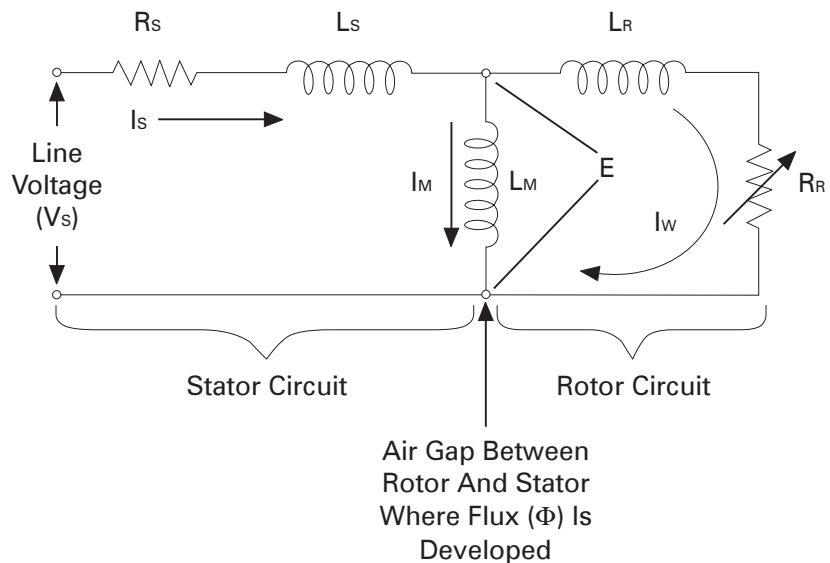 Rs
Ls
LR
Is
Line
Voltage
(Vs)
IM
LM
E
IW
RR
Stator Circuit
Rotor Circuit
Air Gap Between
Rotor And Stator
Where Flux (Φ) Is
Developed